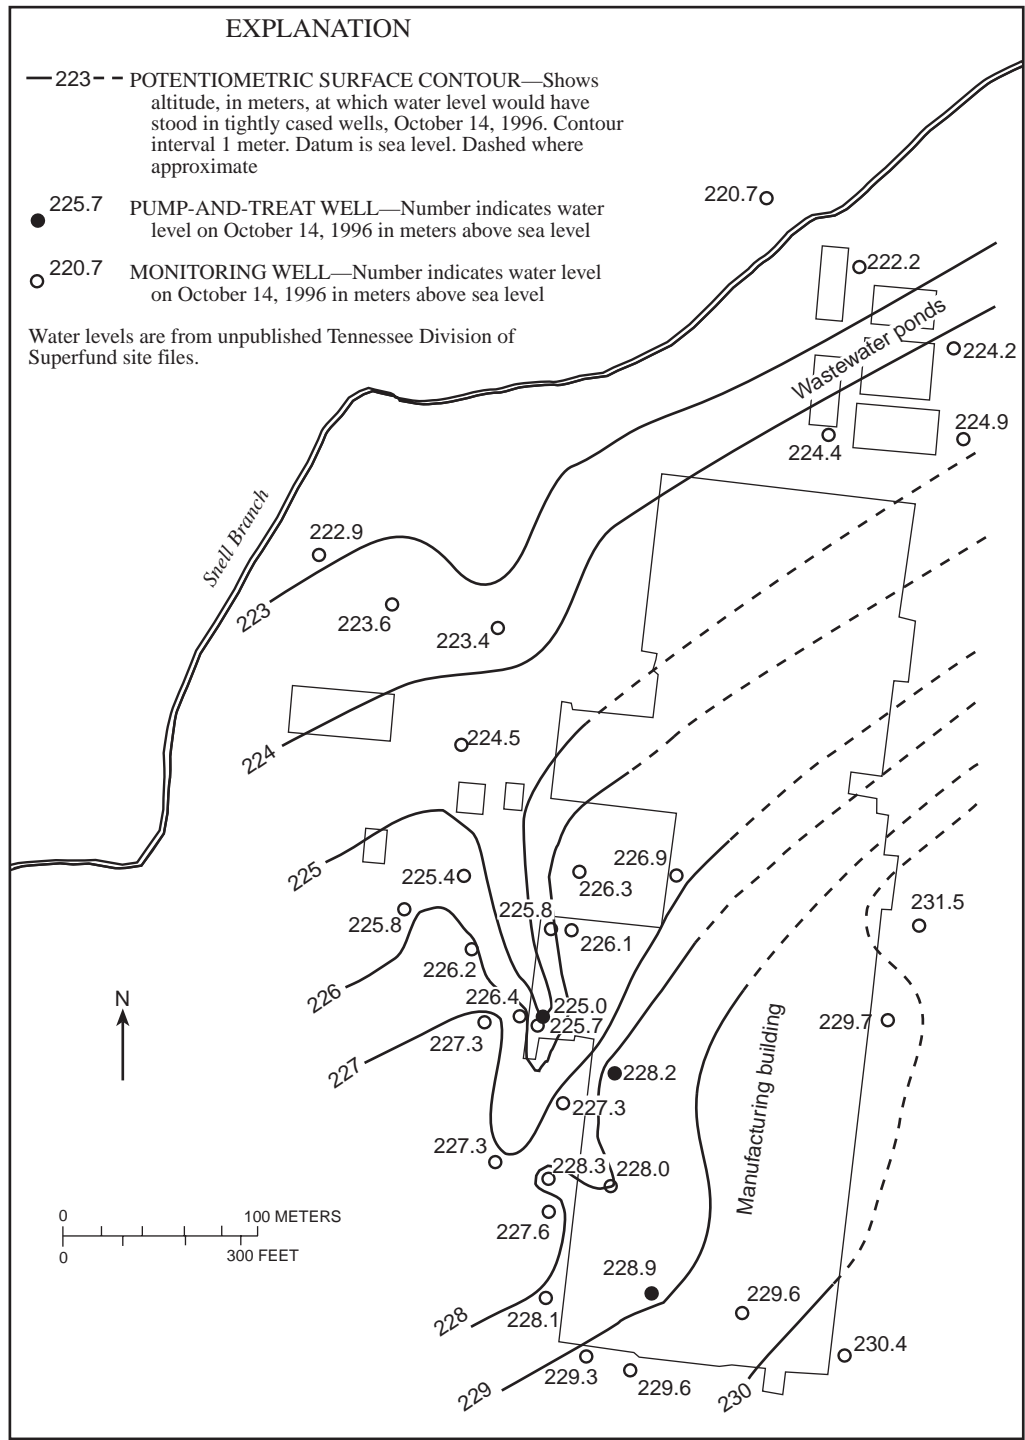 EXPLANATION
223
POTENTIOMETRIC SURFACE CONTOUR—Shows
altitude, in meters, at which water level would have
stood in tightly cased wells, October 14, 1996. Contour
interval 1 meter. Datum is sea level. Dashed where
approximate
225.7
PUMP-AND-TREAT WELL—Number indicates water
level on October 14, 1996 in meters above sea level
220.7
MONITORING WELL—Number indicates water level
on October 14, 1996 in meters above sea level
Water levels are from unpublished Tennessee Division of
Superfund site files.
220.7
222.2
Wastewater ponds
224.2
224.9
224.4
Snell Branch
222.9
223
223.6
223.4
224
224.5
225
225.4
226.9
226.3
225.8
225.8
231.5
226.1
226.2
226
226.4
225.0
225.7
N
227.3
229.7
227
228.2
Manufacturing building
227.3
227.3
228.3
228.0
227.6
0
100 METERS
0
300 FEET
228.9
229.6
228
228.1
230.4
229.3
229.6
229
230